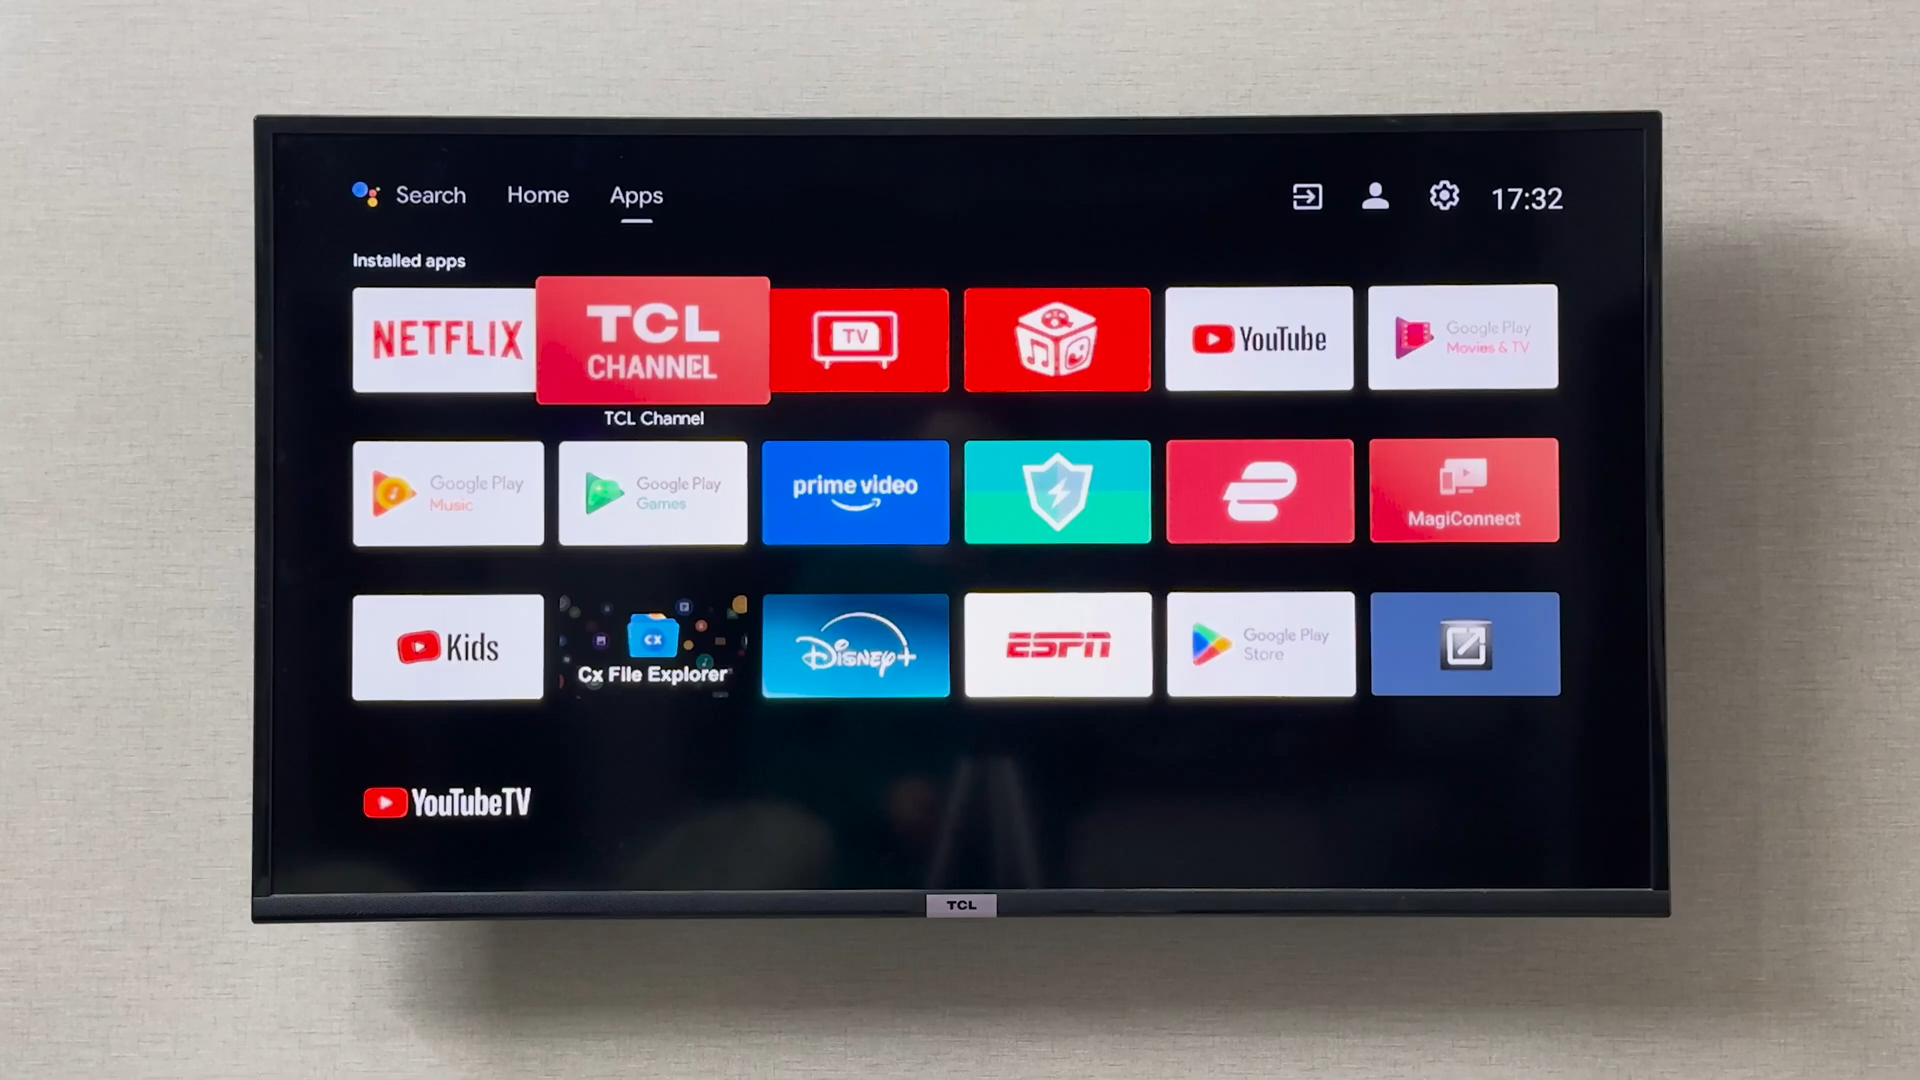 Search Home Apps 17:32
Installed apps
NETFLIX
TCL
CHANNEL
TV
YouTube
Google Play
Movies & TV
TCL Channel
Google Play
Music
Google Play
Games
prime video
MagiConnect
Kids
CX
Cx File Explorer
Disney+
ESPN
Google Play
Store
YouTubeTV
TCL